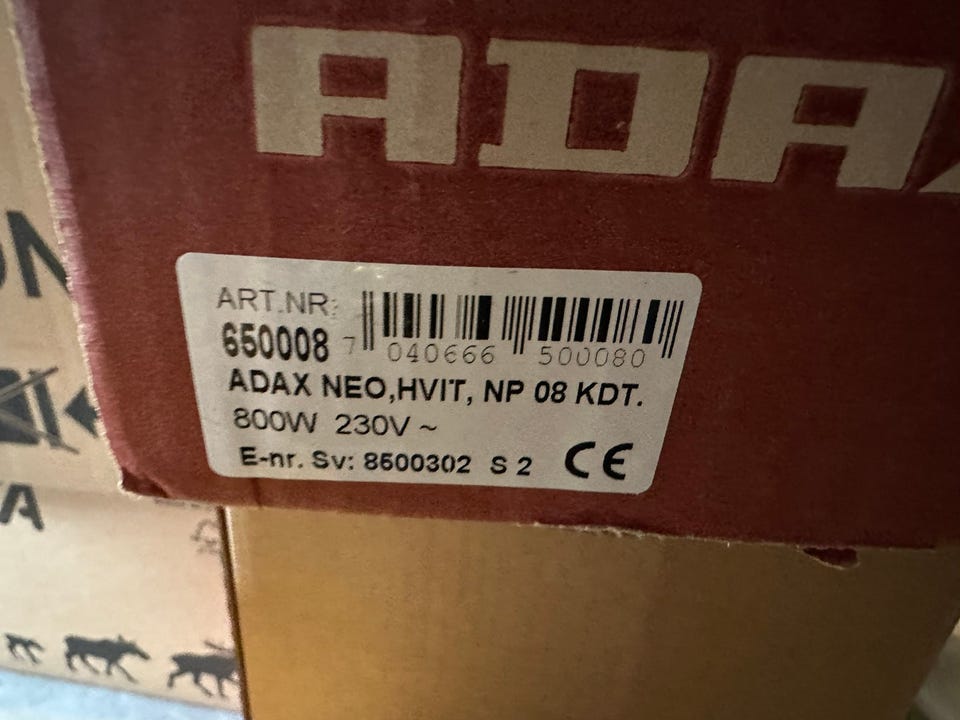 ADAX
ART.NR:
650008
7 040666 500080
ADAX NEO,HVIT, NP 08 KDT.
800W 230V ~
E-nr. Sv: 8500302 S 2 CE